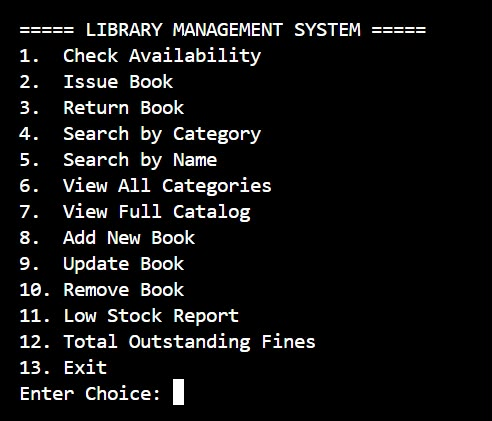 ===== LIBRARY MANAGEMENT SYSTEM =====
1.  Check Availability
2.  Issue Book
3.  Return Book
4.  Search by Category
5.  Search by Name
6.  View All Categories
7.  View Full Catalog
8.  Add New Book
9.  Update Book
10. Remove Book
11. Low Stock Report
12. Total Outstanding Fines
13. Exit
Enter Choice: